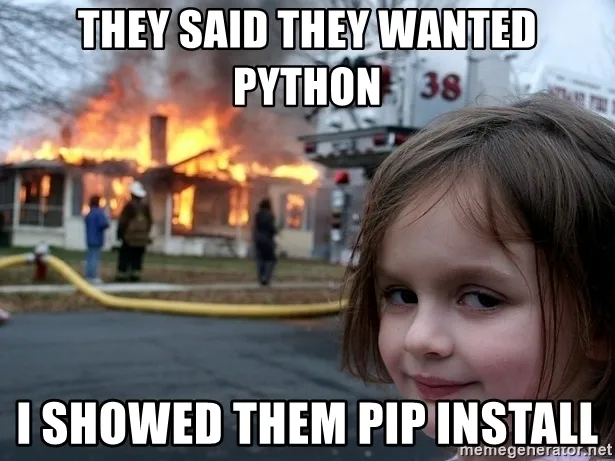 THEY SAID THEY WANTED
PYTHON
38
I SHOWED THEM PIP INSTALL
memegenerator.net